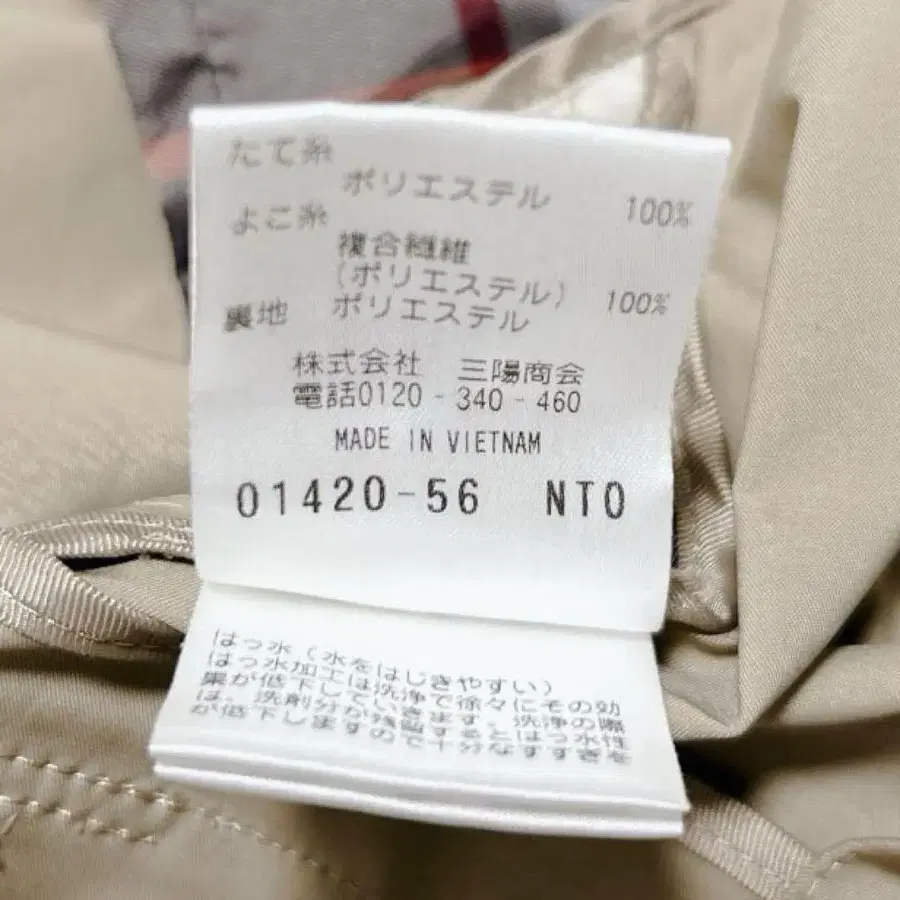 たて糸
ポリエステル 100%
よこ糸
複合繊維
(ポリエステル) 100%
裏地 ポリエステル
株式会社 三陽商会
電話0120-340-460
MADE IN VIETNAM
01420-56 NTO
はっ水(水をはじきやすい)
はっ水加工は洗浄で徐々にその効
果が低下していきます。洗浄の際
は、洗剤分が残留するとはっ水性
が低下しますので十分なすすぎを